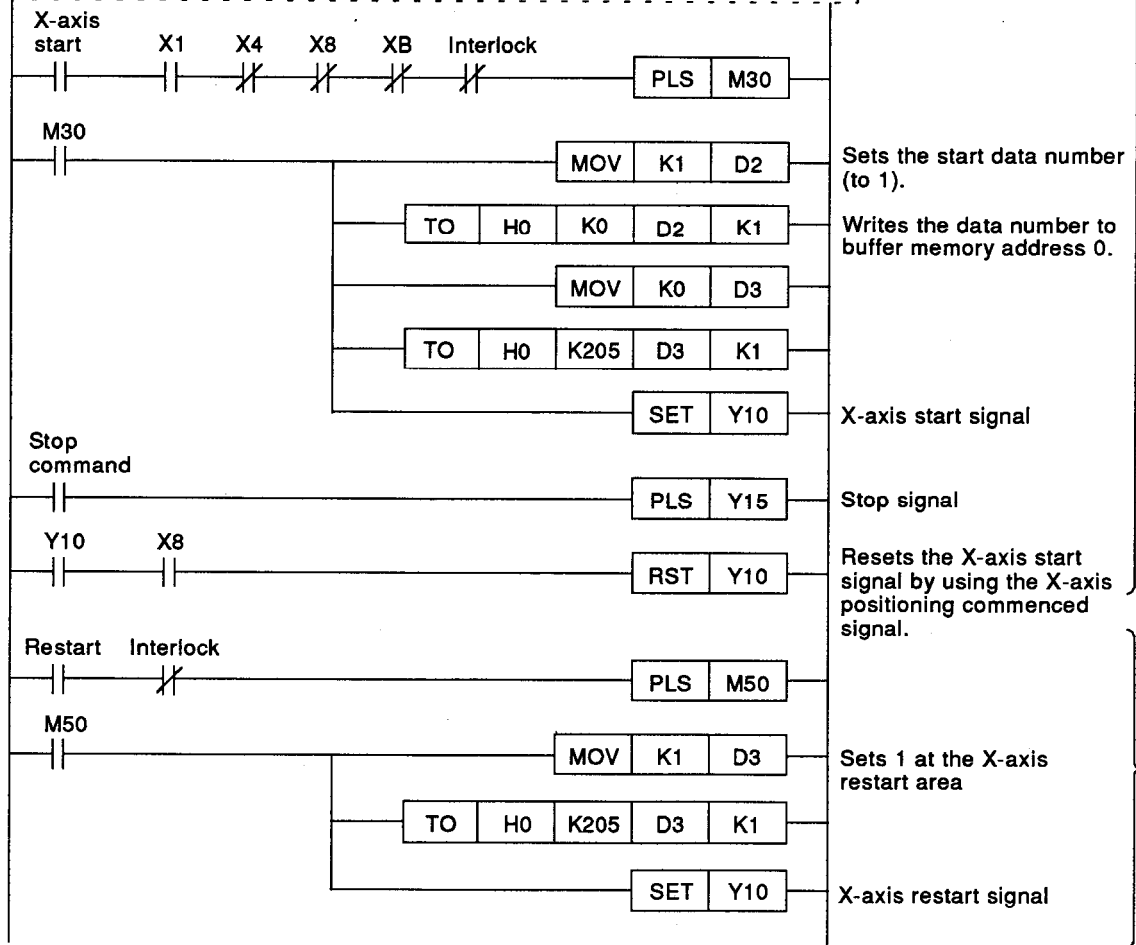 X-axis
start X1 X4 X8 XB Interlock
PLS M30
M30
MOV K1 D2 Sets the start data number
(to 1).
TO H0 K0 D2 K1 Writes the data number to
buffer memory address 0.
MOV K0 D3
TO H0 K205 D3 K1
SET Y10 X-axis start signal
Stop
command
PLS Y15 Stop signal
Y10 X8
RST Y10 Resets the X-axis start
signal by using the X-axis
positioning commenced
signal.
Restart Interlock
PLS M50
M50
MOV K1 D3 Sets 1 at the X-axis
restart area
TO H0 K205 D3 K1
SET Y10 X-axis restart signal